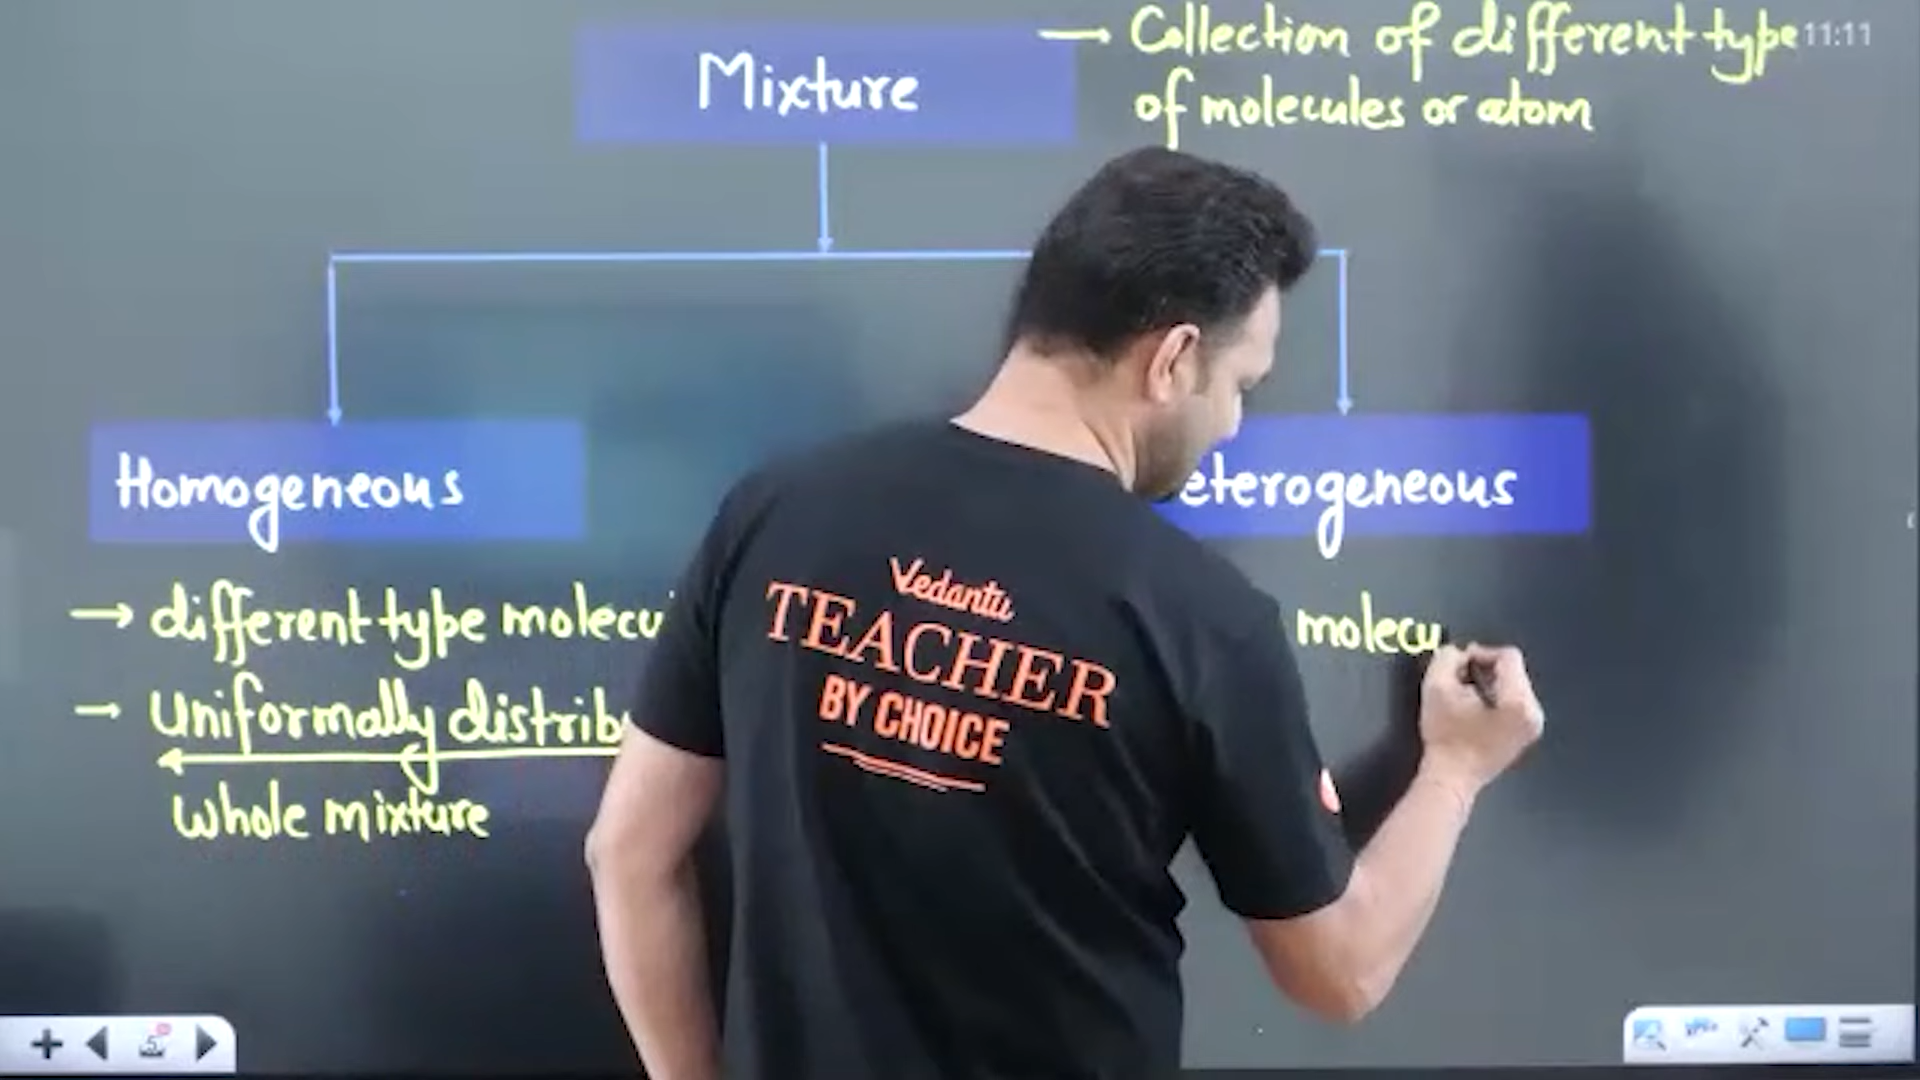 Mixture
→ Collection of different type
11:11
of molecules or atom
Homogeneous
eterogeneous
→ different type molecu
molecu
→ Uniformally distrib
whole mixture
Vedantu
TEACHER
BY CHOICE